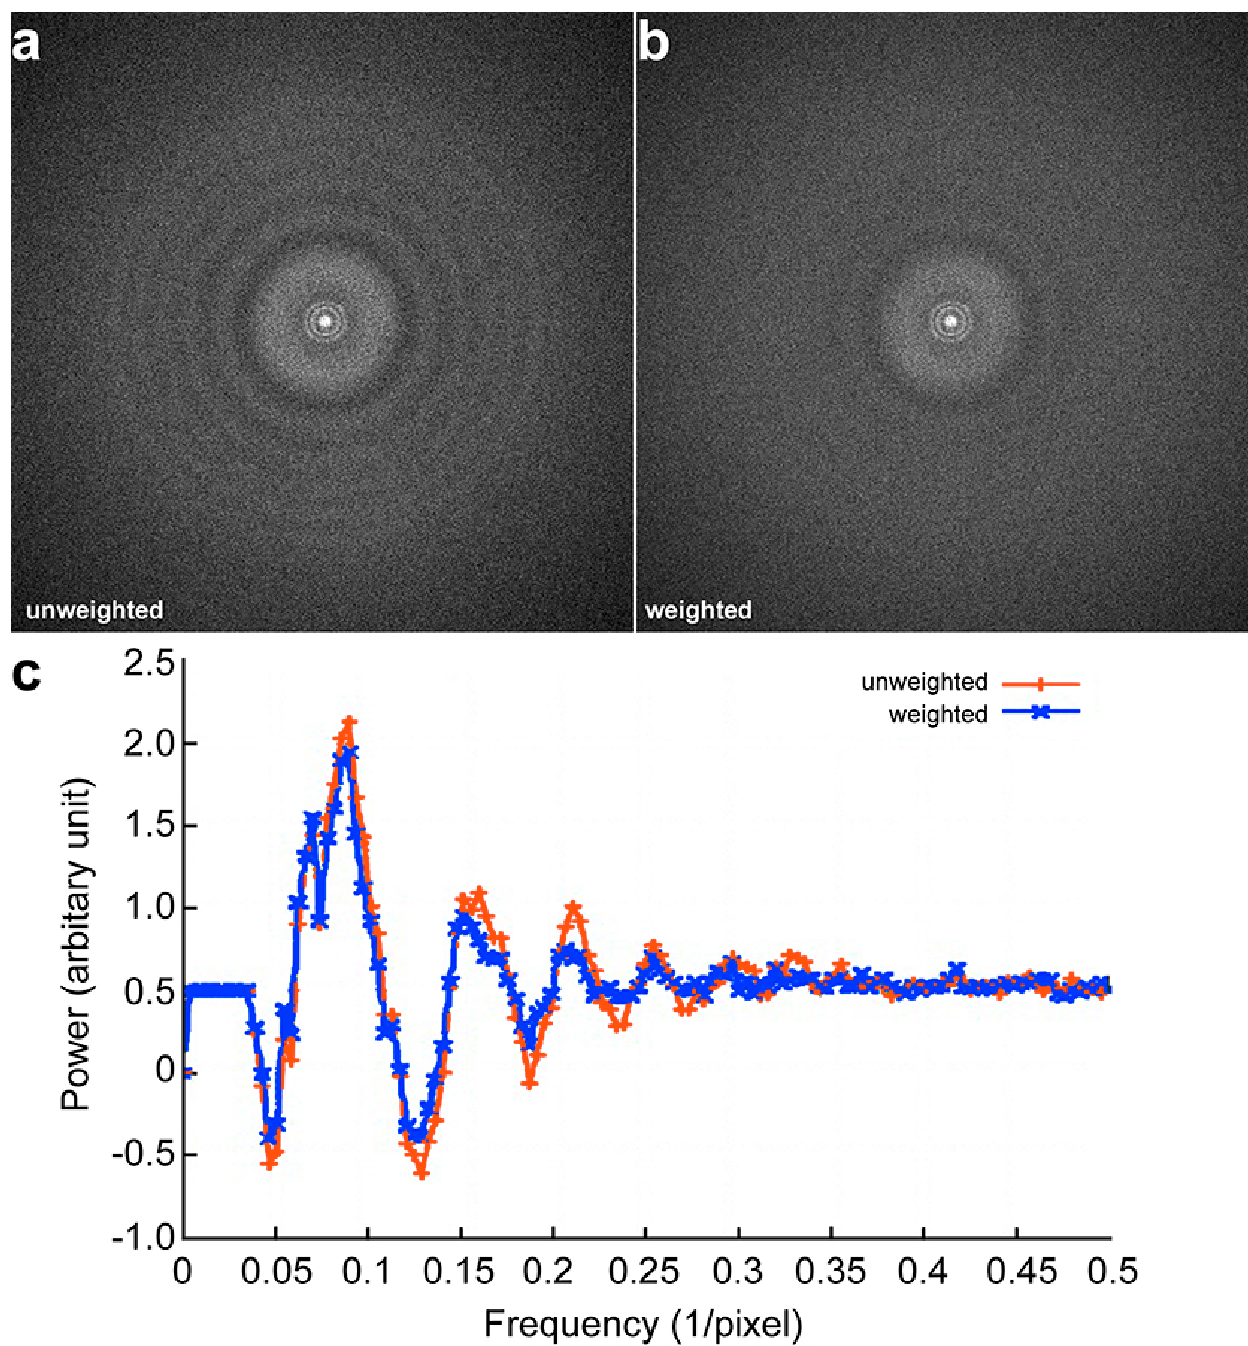 a
b
unweighted
weighted
c
unweighted
weighted
2.5
2.0
1.5
1.0
0.5
0
-0.5
-1.0
Power (arbitary unit)
0 0.05 0.1 0.15 0.2 0.25 0.3 0.35 0.4 0.45 0.5
Frequency (1/pixel)